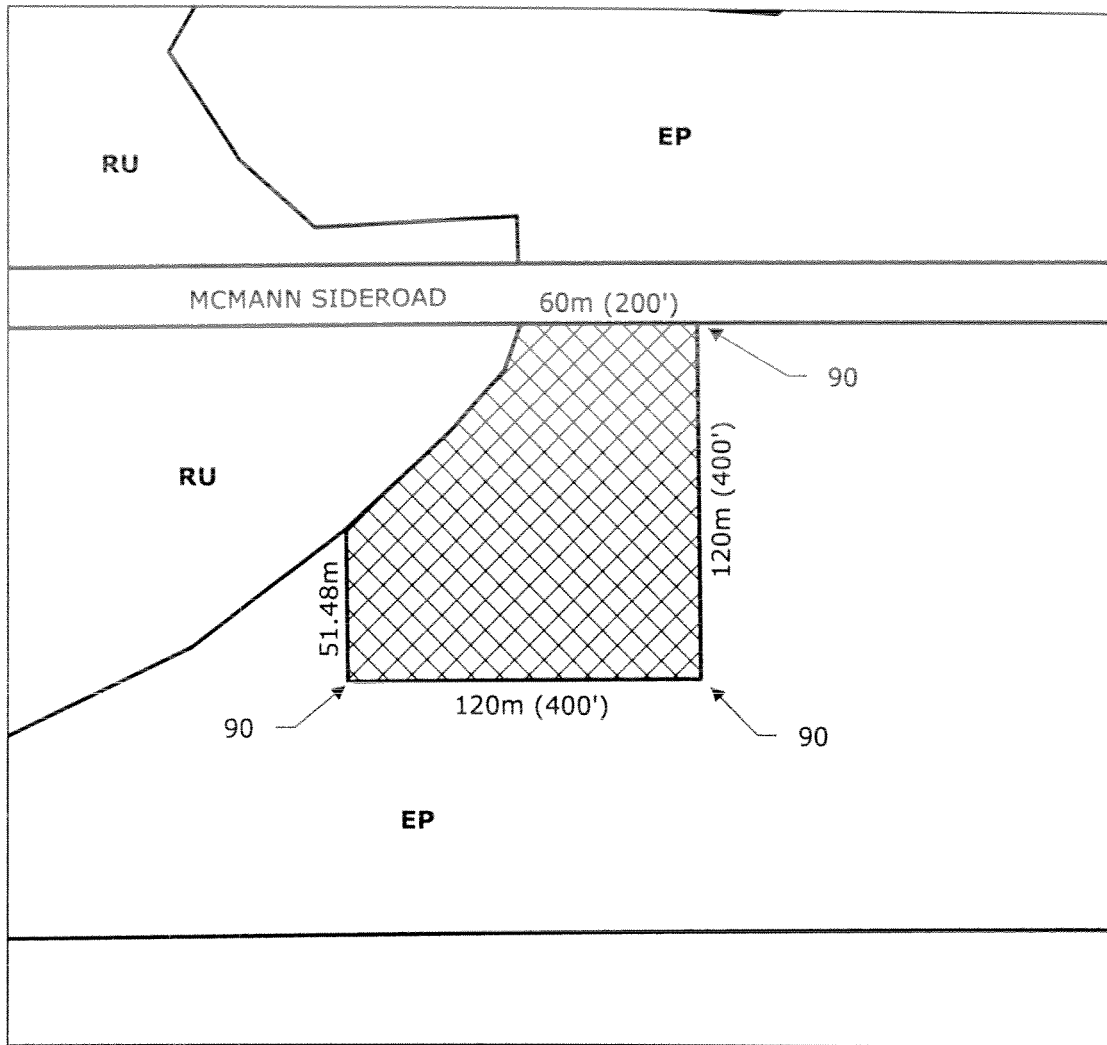 EP
RU
MCMANN SIDEROAD
60m (200')
90
RU
120m (400')
51.48m
120m (400')
90
90
EP